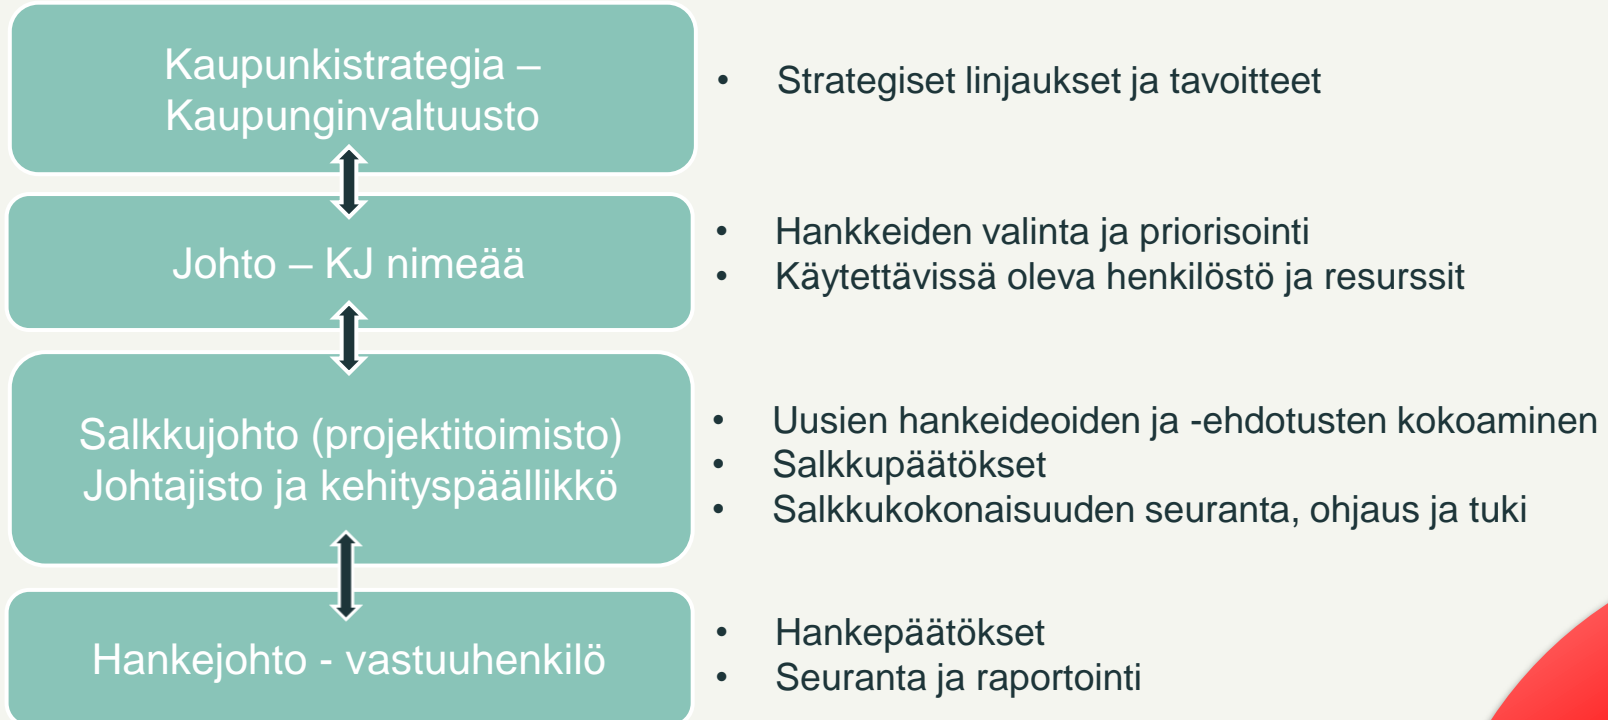 Kaupunkistrategia –
Kaupunginvaltuusto
• Strategiset linjaukset ja tavoitteet
Johto – KJ nimeää
• Hankkeiden valinta ja priorisointi
• Käytettävissä oleva henkilöstö ja resurssit
Salkkujohto (projektitoimisto)
Johtajisto ja kehityspäällikkö
• Uusien hankeideoiden ja -ehdotusten kokoaminen
• Salkkupäätökset
• Salkkukokonaisuuden seuranta, ohjaus ja tuki
Hankejohto - vastuuhenkilö
• Hankepäätökset
• Seuranta ja raportointi